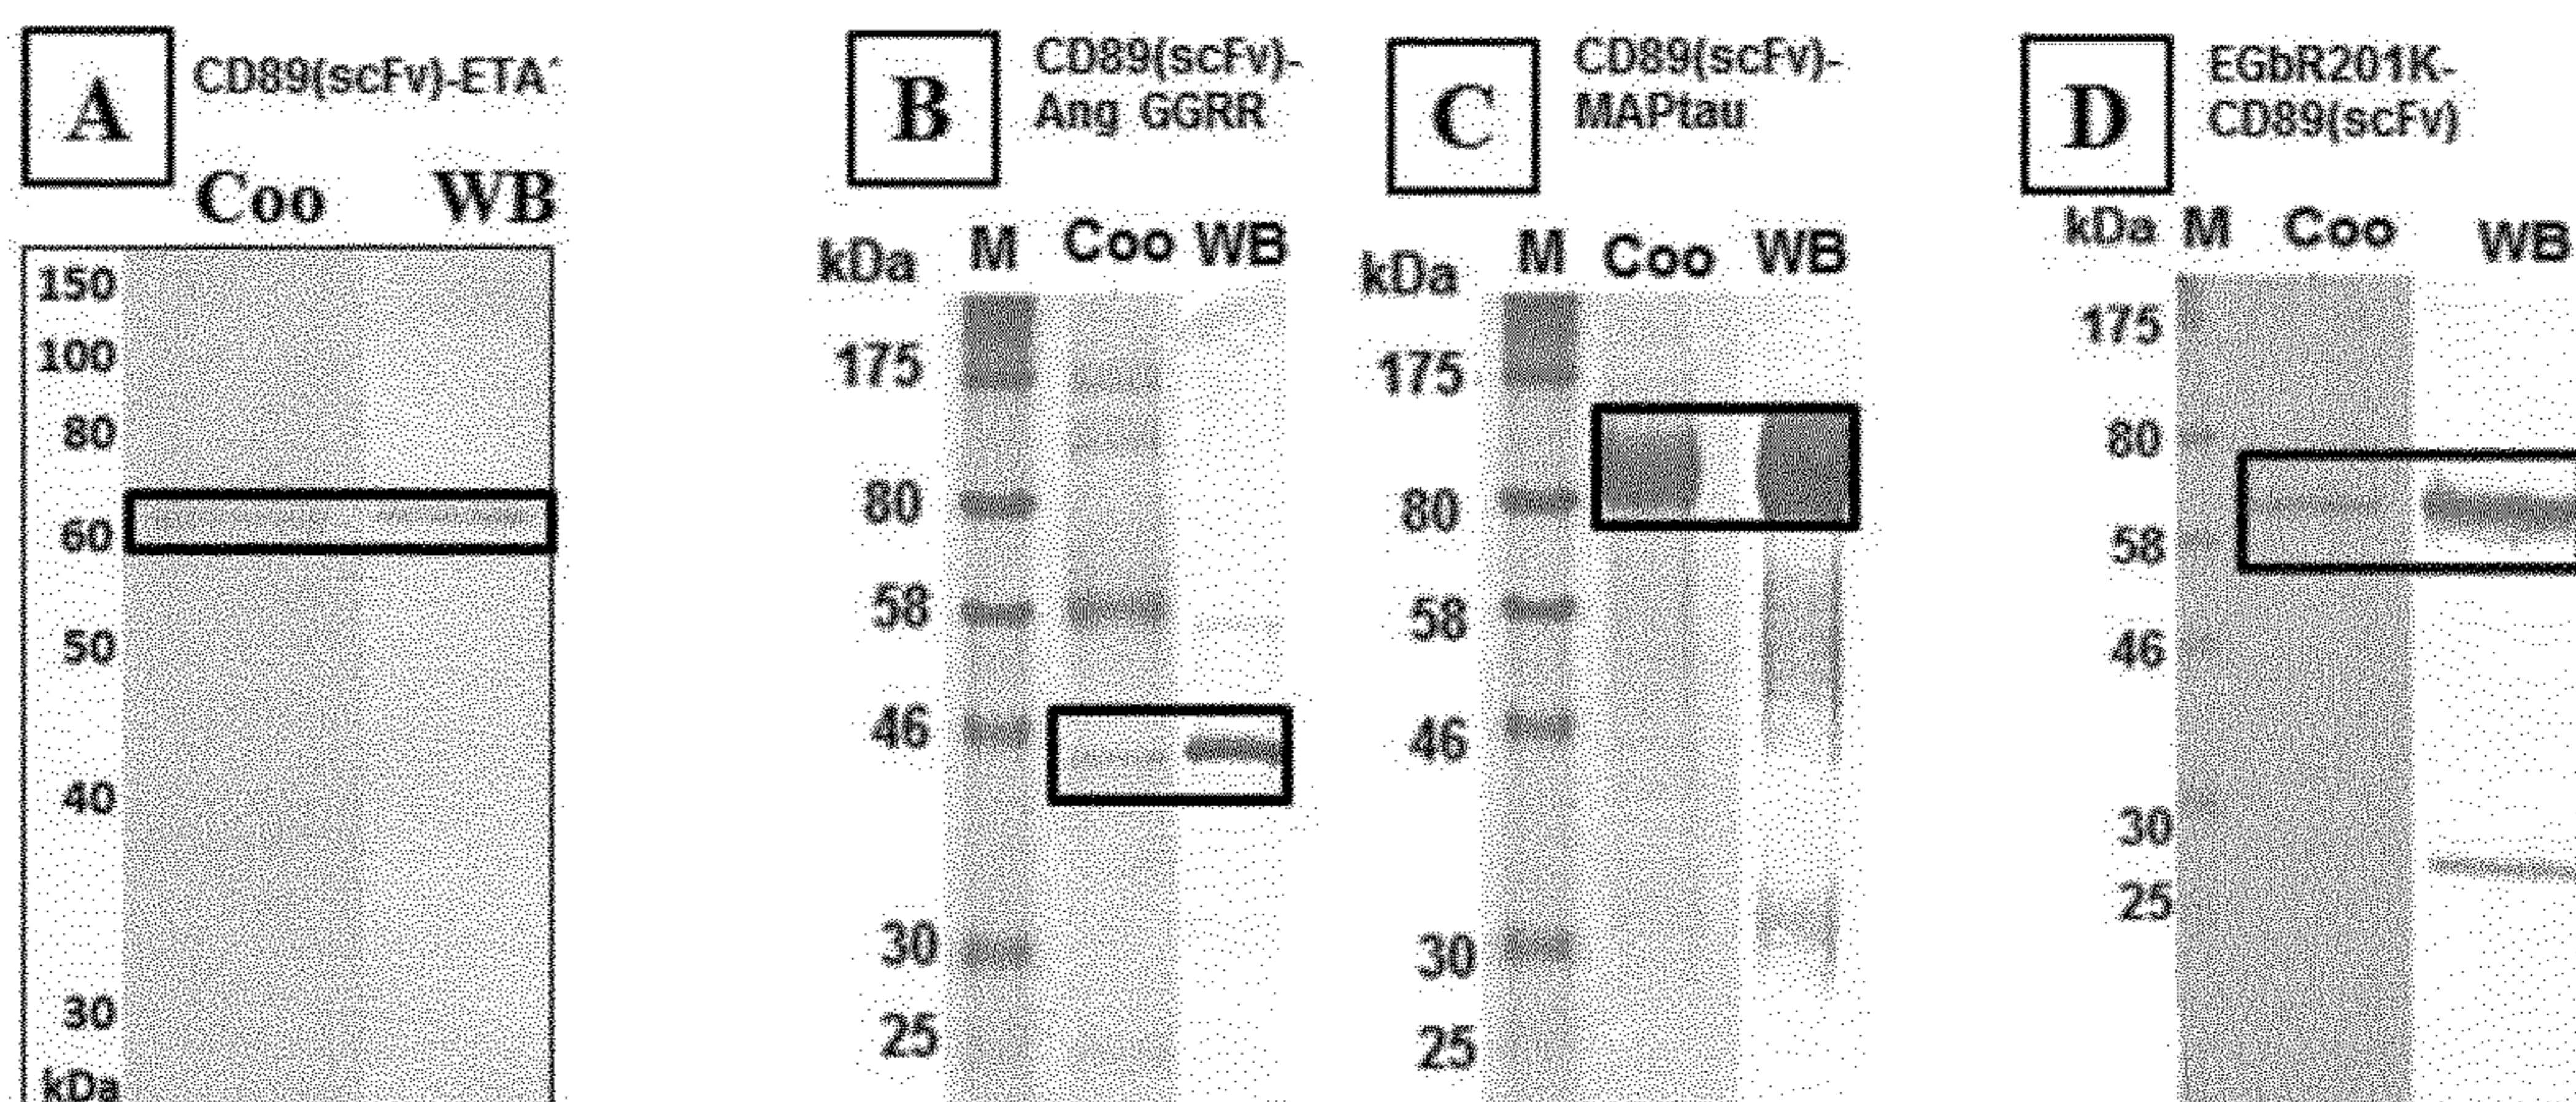 A
CD89(scFv)-ETA´
Coo WB
150
100
80
60
50
40
30
kDa
B
CD89(scFv)-
Ang GGRR
kDa M Coo WB
175
80
58
46
30
25
C
CD89(scFv)-
MAPtau
kDa M Coo WB
175
80
58
46
30
25
D
EGbR201K-
CD89(scFv)
kDa M Coo WB
175
80
58
46
30
25